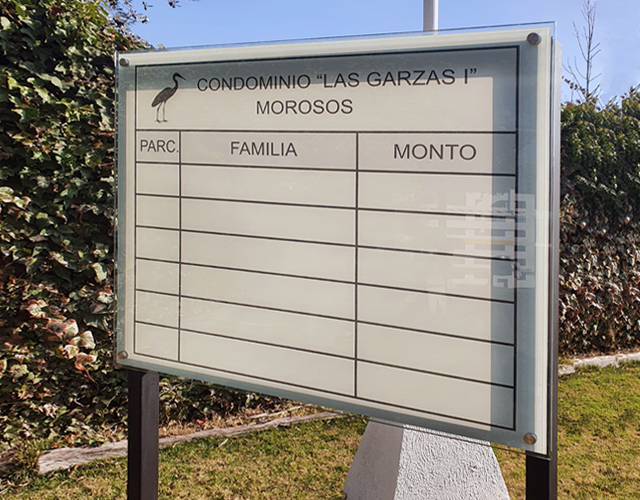 CONDOMINIO "LAS GARZAS I"
MOROSOS
PARC. FAMILIA MONTO